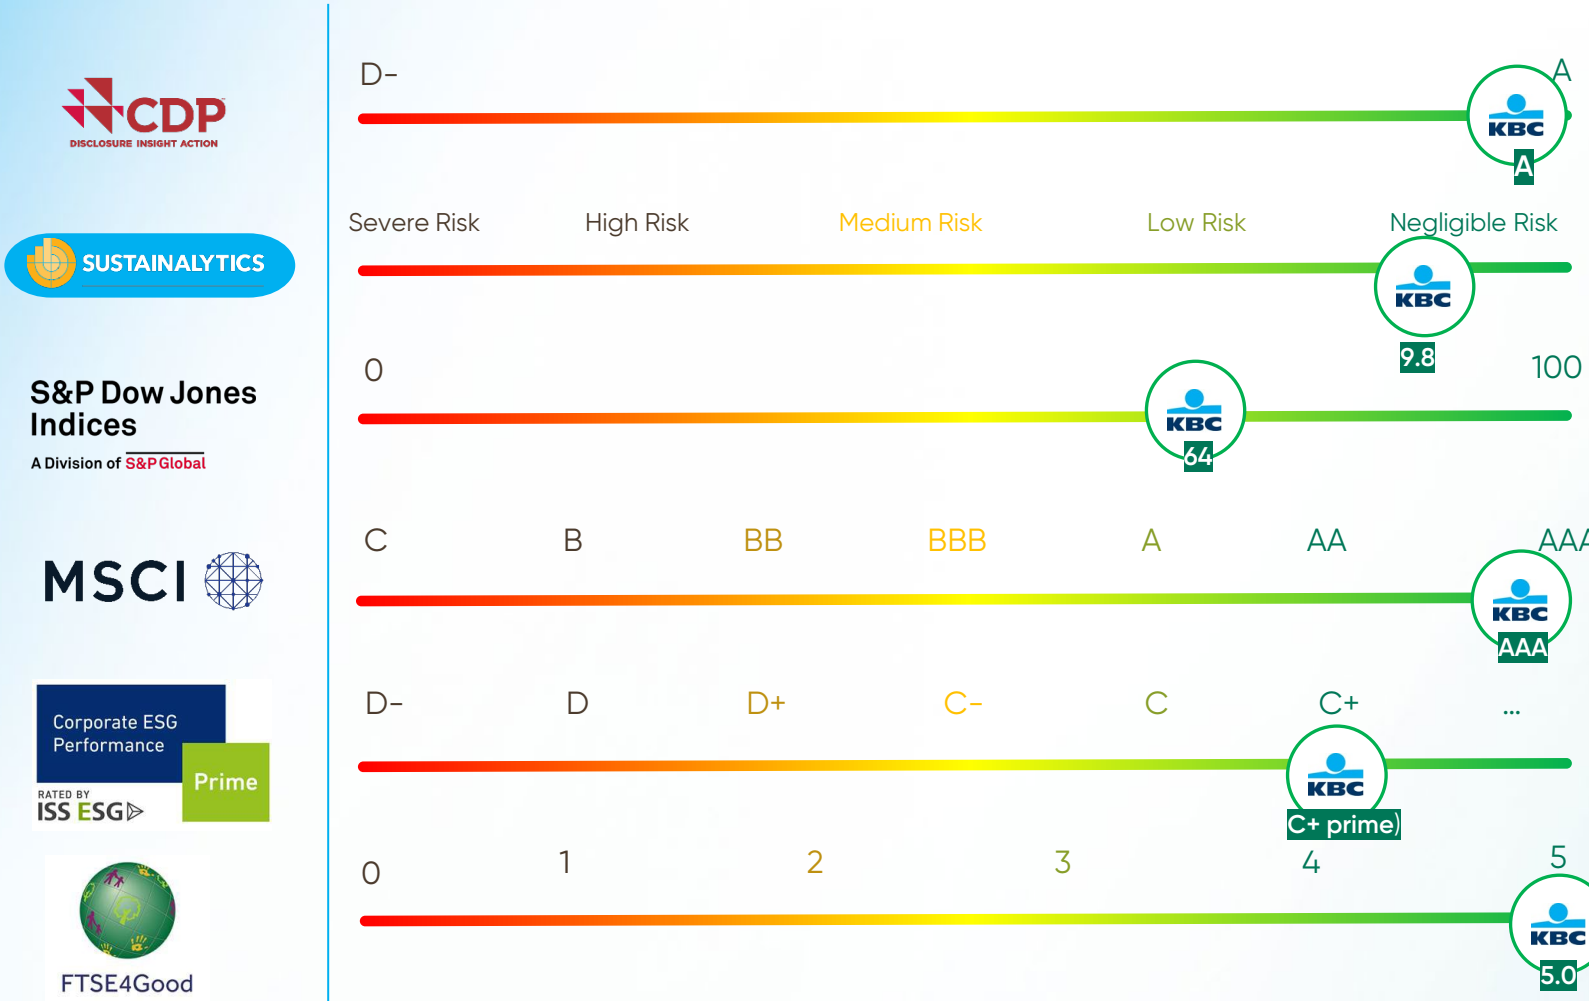 CDP
DISCLOSURE INSIGHT ACTION
D-
A
KBC
A
SUSTAINALYTICS
Severe Risk High Risk Medium Risk Low Risk Negligible Risk
KBC
9.8
S&P Dow Jones
Indices
A Division of S&P Global
0
100
KBC
64
MSCI
C B BB BBB A AA AAA
KBC
AAA
Corporate ESG
Performance
Prime
RATED BY
ISS ESG
D- D D+ C- C C+ ...
KBC
C+ prime)
FTSE4Good
0 1 2 3 4 5
KBC
5.0